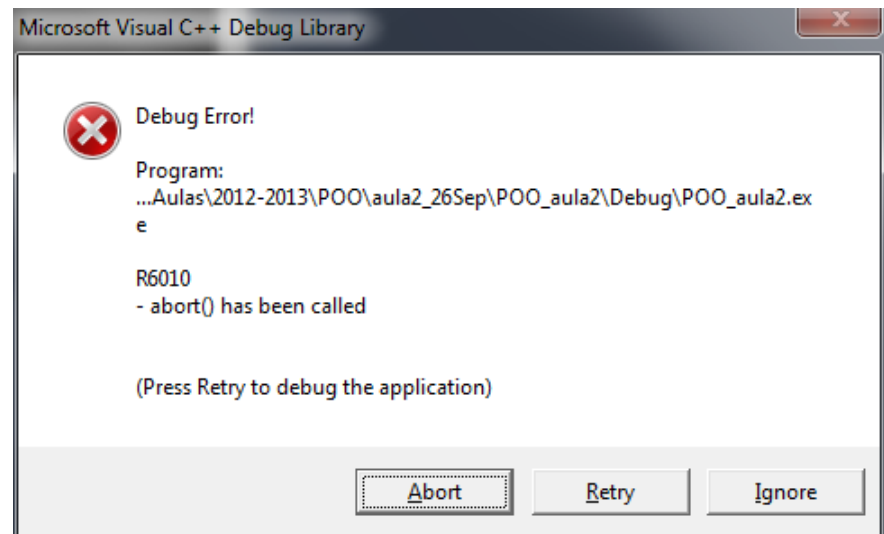 Microsoft Visual C++ Debug Library
Debug Error!
Program:
...Aulas\2012-2013\POO\aula2_26Sep\POO_aula2\Debug\POO_aula2.ex
e
R6010
- abort() has been called
(Press Retry to debug the application)
Abort Retry Ignore